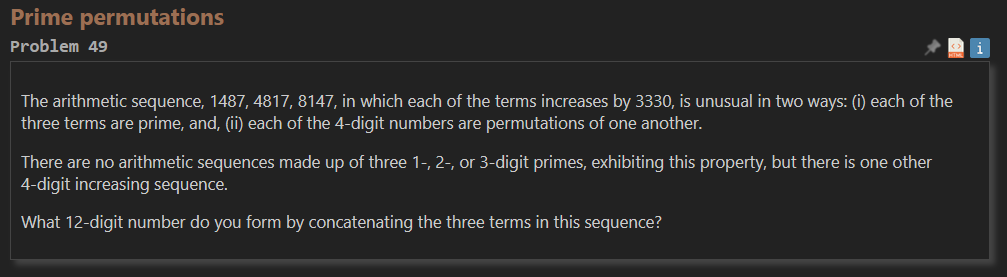 Prime permutations
Problem 49
HTML
i
The arithmetic sequence, 1487, 4817, 8147, in which each of the terms increases by 3330, is unusual in two ways: (i) each of the
three terms are prime, and, (ii) each of the 4-digit numbers are permutations of one another.
There are no arithmetic sequences made up of three 1-, 2-, or 3-digit primes, exhibiting this property, but there is one other
4-digit increasing sequence.
What 12-digit number do you form by concatenating the three terms in this sequence?